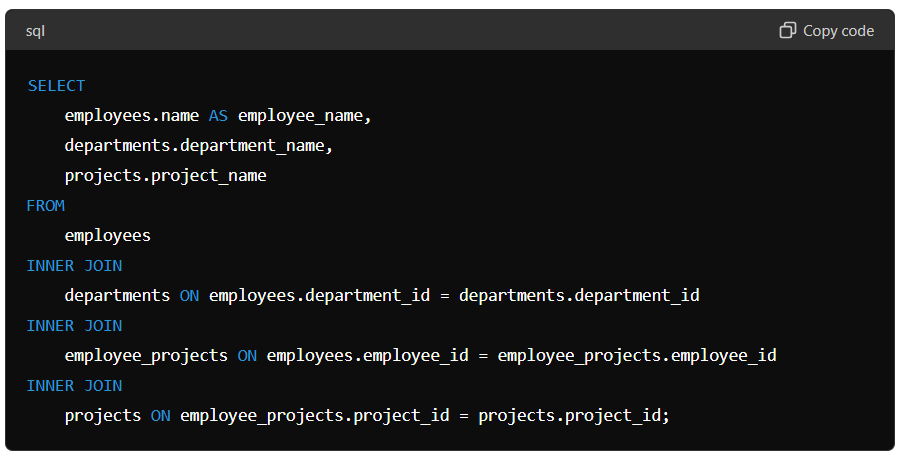 sql
Copy code
SELECT
employees.name AS employee_name,
departments.department_name,
projects.project_name
FROM
employees
INNER JOIN
departments ON employees.department_id = departments.department_id
INNER JOIN
employee_projects ON employees.employee_id = employee_projects.employee_id
INNER JOIN
projects ON employee_projects.project_id = projects.project_id;